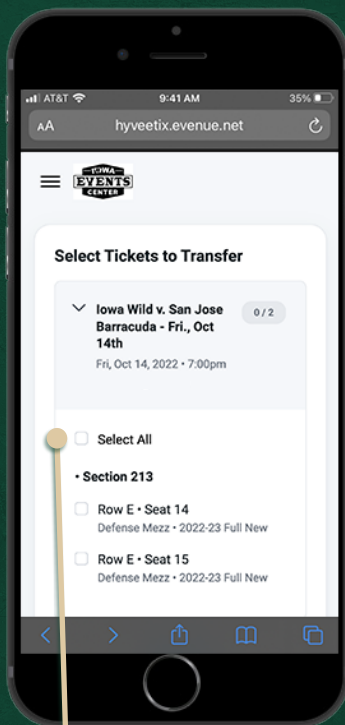 AT&T
9:41 AM
35%
AA
hyveetix.evenue.net
IOWA
EVENTS
CENTER
Select Tickets to Transfer
Iowa Wild v. San Jose
Barracuda - Fri., Oct
14th
0 / 2
Fri, Oct 14, 2022 • 7:00pm
Select All
• Section 213
Row E • Seat 14
Defense Mezz • 2022-23 Full New
Row E • Seat 15
Defense Mezz • 2022-23 Full New